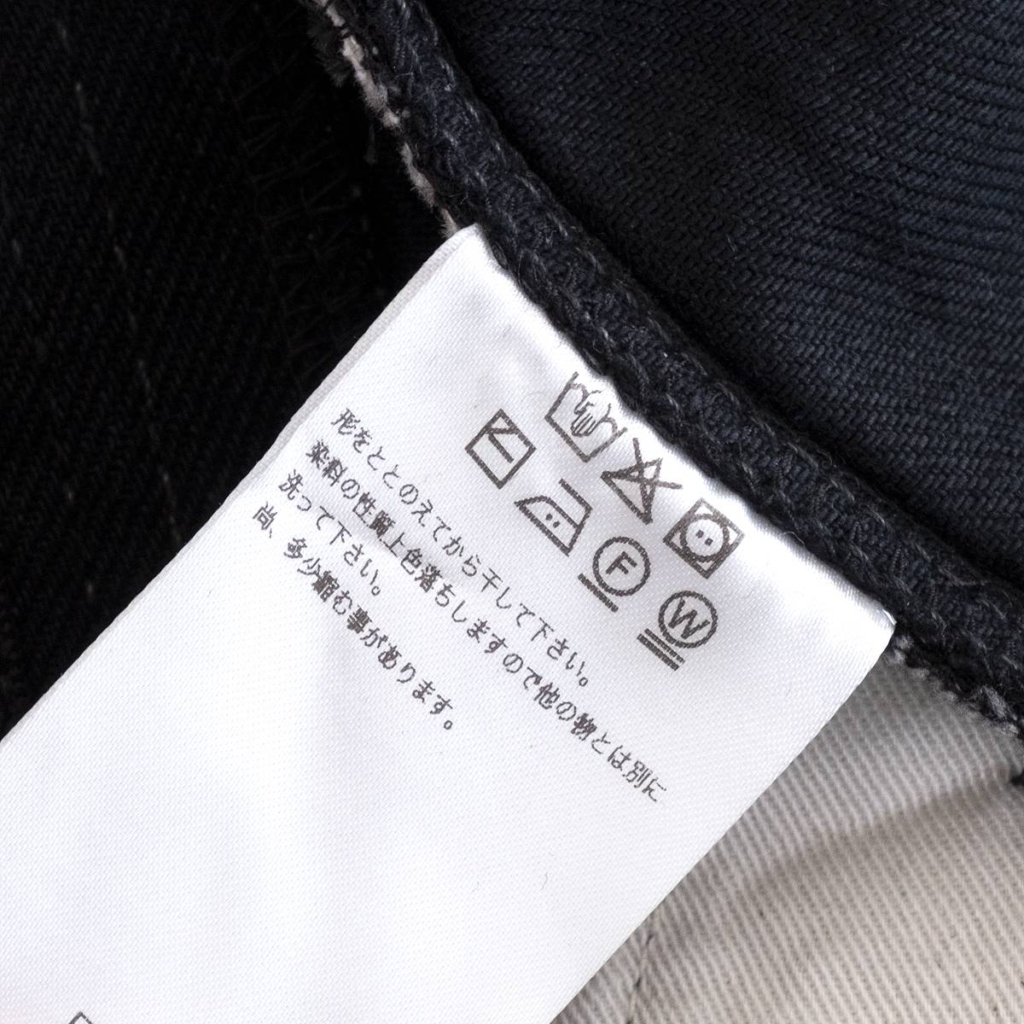 F
W
形をととのえてから干して下さい。
染料の性質上色落ちしますので他の物とは別に
洗って下さい。
尚、多少縮む事があります。